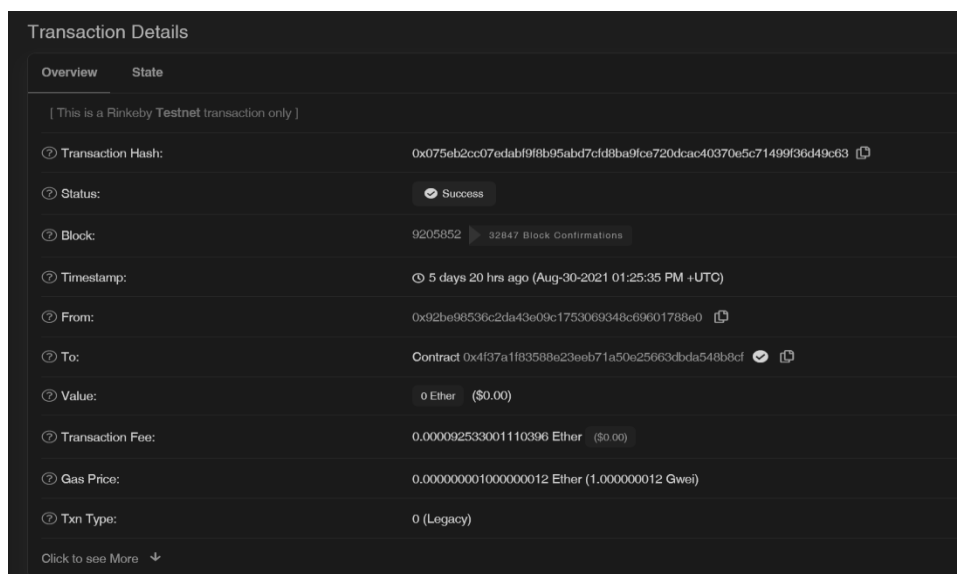 Transaction Details
Overview State
[ This is a Rinkeby Testnet transaction only ]
Transaction Hash: 0x075eb2cc07edabf9f8b95abd7cfd8ba9fce720dcac40370e5c71499f36d49c63
Status: Success
Block: 9205852 32847 Block Confirmations
Timestamp: 5 days 20 hrs ago (Aug-30-2021 01:25:35 PM +UTC)
From: 0x92be98536c2da43e09c1753069348c69601788e0
To: Contract 0x4f37a1f83588e23eeb71a50e25663dbda548b8cf
Value: 0 Ether ($0.00)
Transaction Fee: 0.000092533001110396 Ether ($0.00)
Gas Price: 0.000000001000000012 Ether (1.000000012 Gwei)
Txn Type: 0 (Legacy)
Click to see More